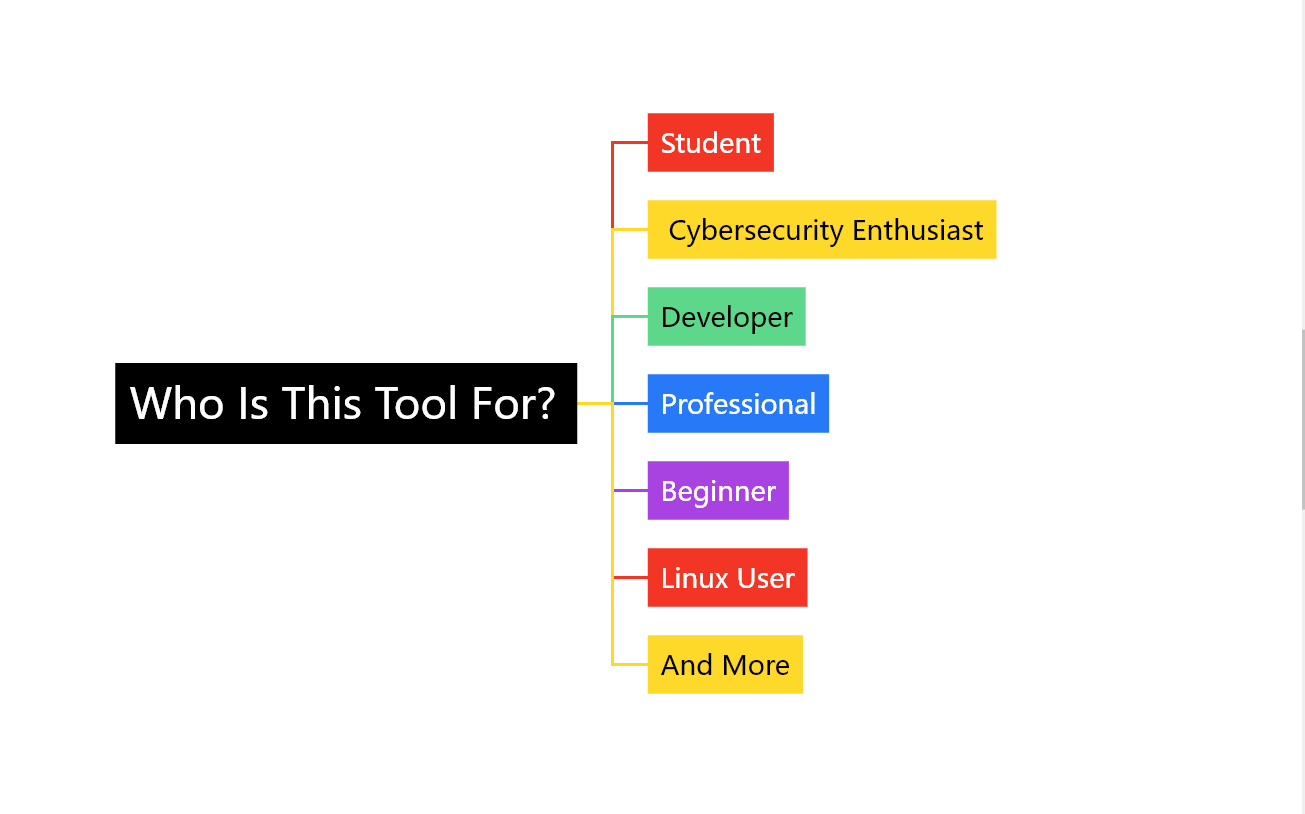 Student
Cybersecurity Enthusiast
Developer
Who Is This Tool For?
Professional
Beginner
Linux User
And More